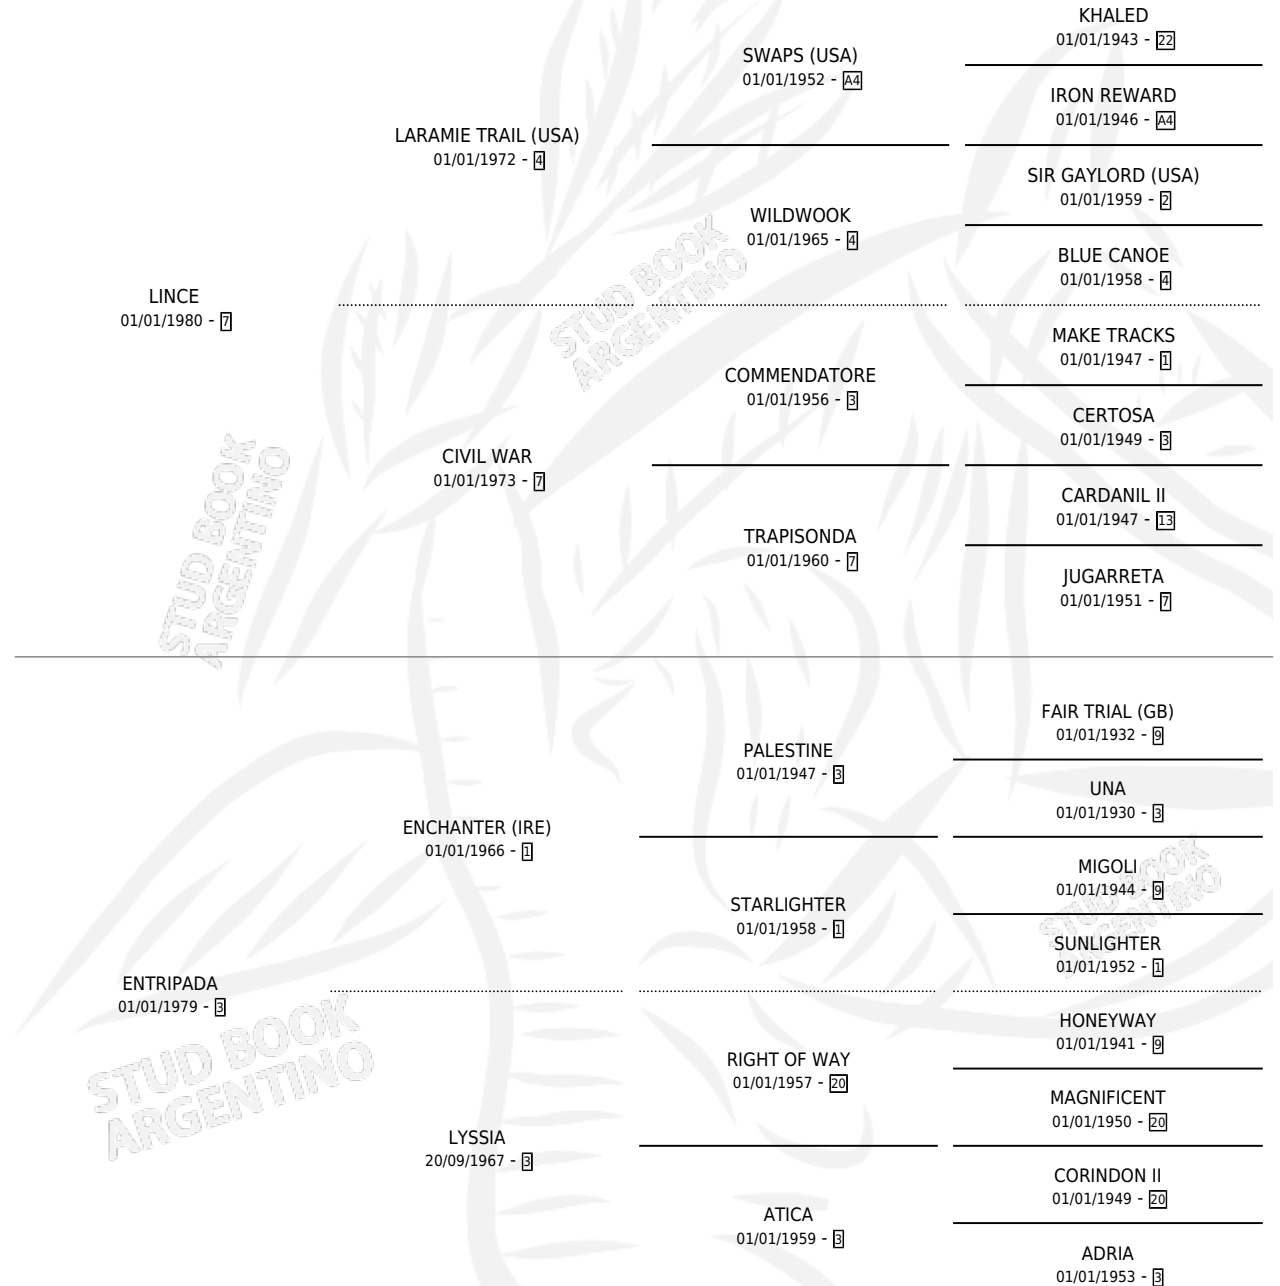 KHALED
01/01/1943 - 22
SWAPS (USA)
01/01/1952 - A4
IRON REWARD
01/01/1946 - A4
LARAMIE TRAIL (USA)
01/01/1972 - 4
SIR GAYLORD (USA)
01/01/1959 - 2
WILDWOOK
01/01/1965 - 4
BLUE CANOE
01/01/1958 - 4
LINCE
01/01/1980 - 7
MAKE TRACKS
01/01/1947 - 1
COMMENDATORE
01/01/1956 - 3
CERTOSA
01/01/1949 - 3
CIVIL WAR
01/01/1973 - 7
CARDANIL II
01/01/1947 - 13
TRAPISONDA
01/01/1960 - 7
JUGARRETA
01/01/1951 - 7
STUD BOOK
ARGENTINO
STUD BOOK
ARGENTINO
FAIR TRIAL (GB)
01/01/1932 - 9
PALESTINE
01/01/1947 - 3
UNA
01/01/1930 - 3
ENCHANTER (IRE)
01/01/1966 - 1
MIGOLI
01/01/1944 - 9
STARLIGHTER
01/01/1958 - 1
SUNLIGHTER
01/01/1952 - 1
ENTRIPADA
01/01/1979 - 3
HONEYWAY
01/01/1941 - 9
RIGHT OF WAY
01/01/1957 - 20
MAGNIFICENT
01/01/1950 - 20
LYSSIA
20/09/1967 - 3
CORINDON II
01/01/1949 - 20
ATICA
01/01/1959 - 3
ADRIA
01/01/1953 - 3
STUD BOOK
ARGENTINO
STUD BOOK
ARGENTINO